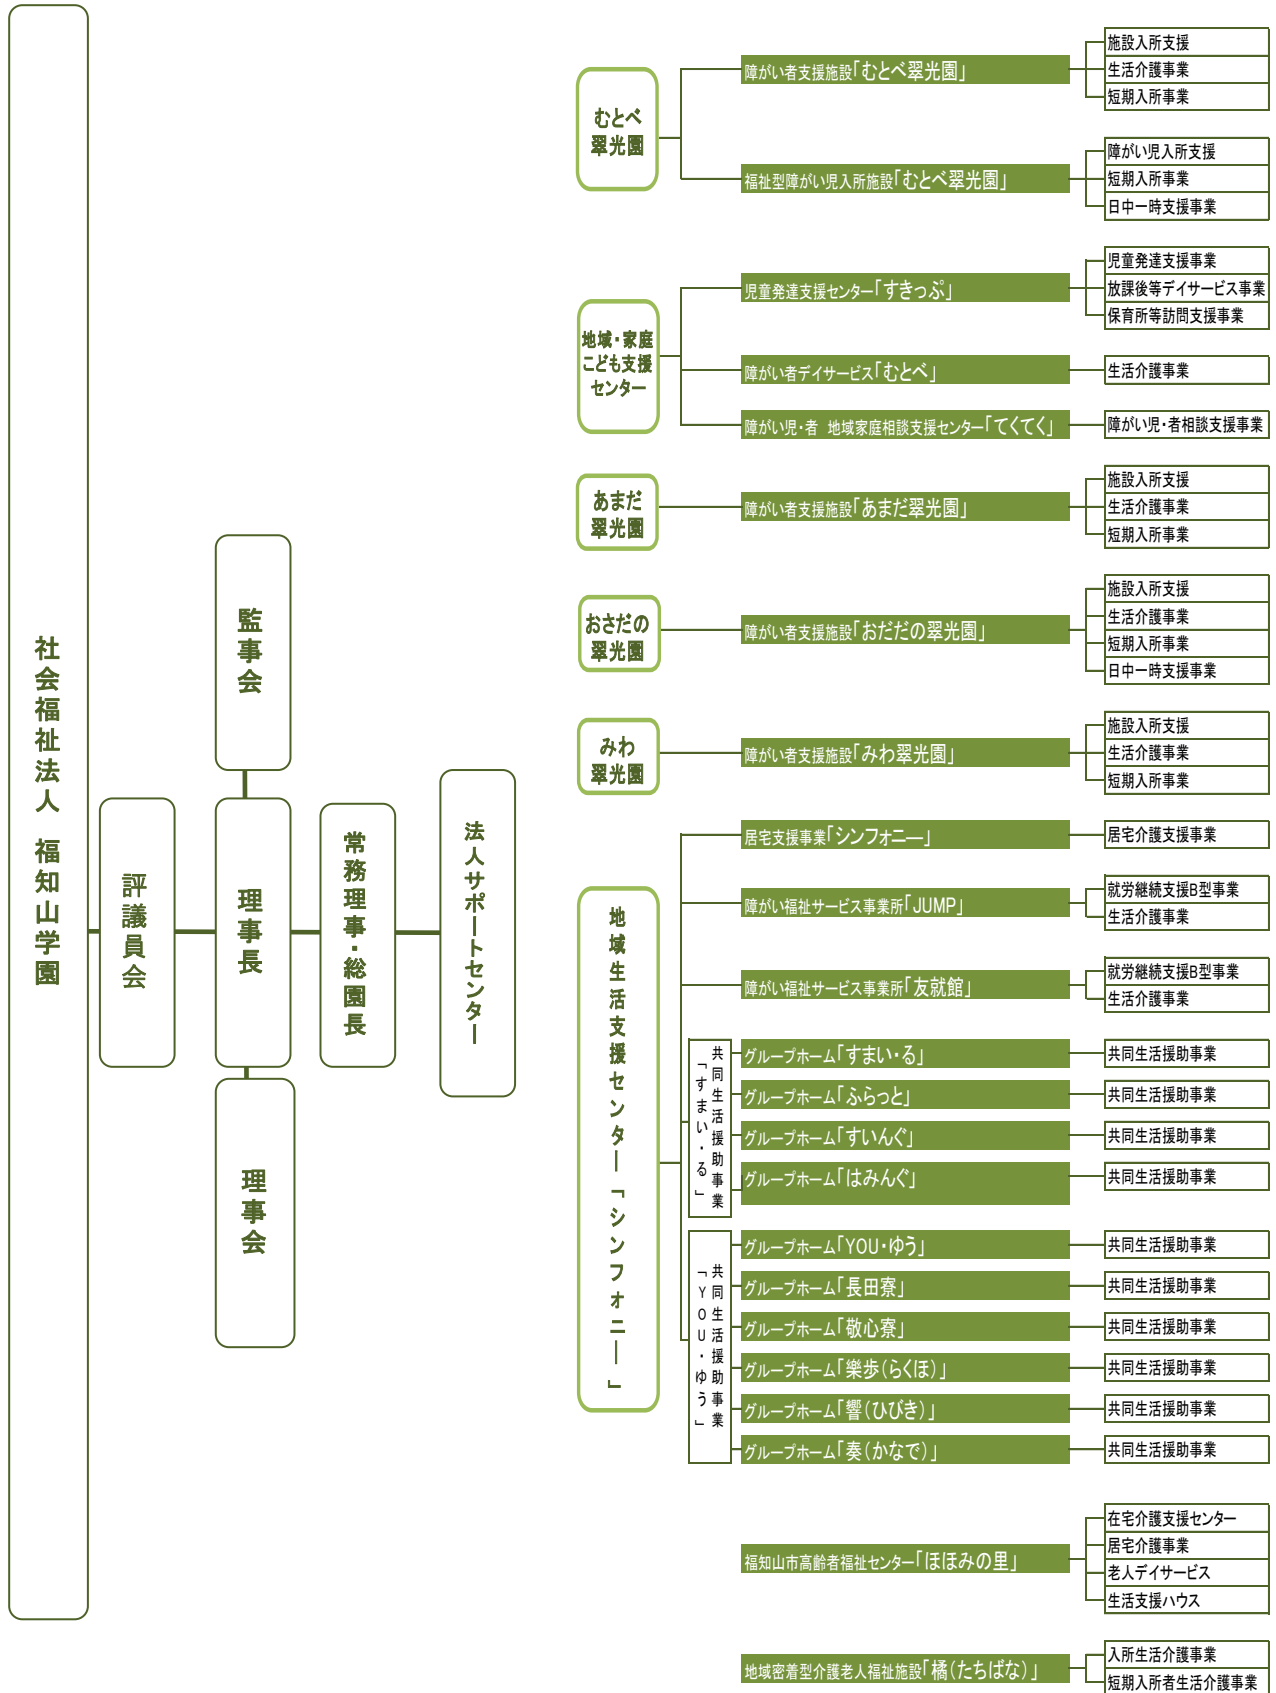 社会福祉法人 福知山学園
評議員会
監事会
理事長
理事会
常務理事・総園長
法人サポートセンター
むとべ
翠光園
障がい者支援施設「むとべ翠光園」
施設入所支援
生活介護事業
短期入所事業
福祉型障がい児入所施設「むとべ翠光園」
障がい児入所支援
短期入所事業
日中一時支援事業
地域・家庭
こども支援
センター
児童発達支援センター「すきっぷ」
児童発達支援事業
放課後等デイサービス事業
保育所等訪問支援事業
障がい者デイサービス「むとべ」
生活介護事業
障がい児・者　地域家庭相談支援センター「てくてく」
障がい児・者相談支援事業
あまだ
翠光園
障がい者支援施設「あまだ翠光園」
施設入所支援
生活介護事業
短期入所事業
おさだの
翠光園
障がい者支援施設「おだだの翠光園」
施設入所支援
生活介護事業
短期入所事業
日中一時支援事業
みわ
翠光園
障がい者支援施設「みわ翠光園」
施設入所支援
生活介護事業
短期入所事業
地域生活支援センター「シンフォニー」
居宅支援事業「シンフォニ―」
居宅介護支援事業
障がい福祉サービス事業所「JUMP」
就労継続支援B型事業
生活介護事業
障がい福祉サービス事業所「友就館」
就労継続支援B型事業
生活介護事業
共同生活援助事業
「すまい・る」
グループホーム「すまい・る」
共同生活援助事業
グループホーム「ふらっと」
共同生活援助事業
グループホーム「すいんぐ」
共同生活援助事業
グループホーム「はみんぐ」
共同生活援助事業
共同生活援助事業
「YOU・ゆう」
グループホーム「YOU・ゆう」
共同生活援助事業
グループホーム「長田寮」
共同生活援助事業
グループホーム「敬心寮」
共同生活援助事業
グループホーム「樂歩（らくほ）」
共同生活援助事業
グループホーム「響（ひびき）」
共同生活援助事業
グループホーム「奏（かなで）」
共同生活援助事業
福知山市高齢者福祉センター「ほほみの里」
在宅介護支援センター
居宅介護事業
老人デイサービス
生活支援ハウス
地域密着型介護老人福祉施設「橘（たちばな）」
入所生活介護事業
短期入所者生活介護事業